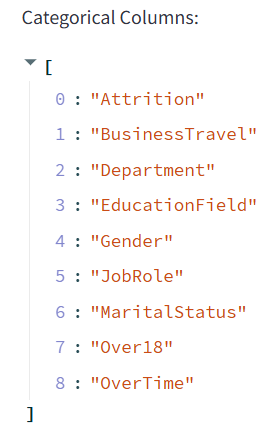 Categorical Columns:
[
0 : "Attrition"
1 : "BusinessTravel"
2 : "Department"
3 : "EducationField"
4 : "Gender"
5 : "JobRole"
6 : "MaritalStatus"
7 : "Over18"
8 : "OverTime"
]